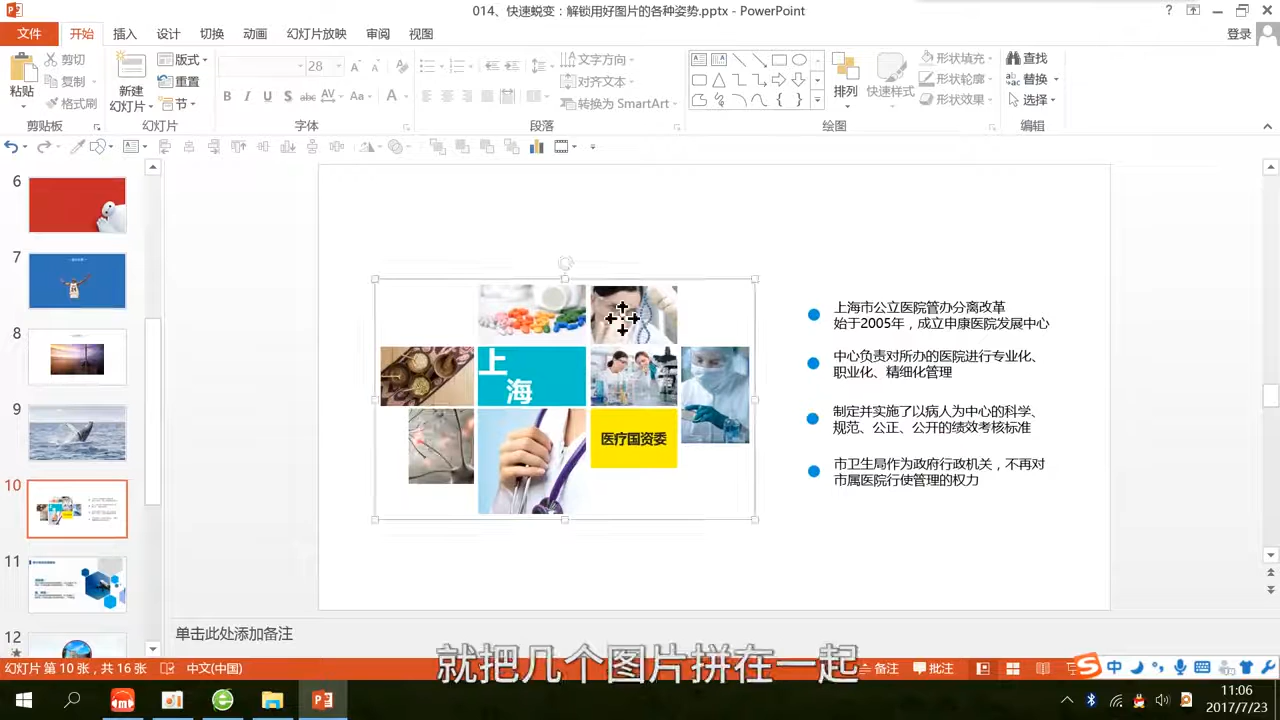 014、快速蜕变：解锁用好图片的各种姿势.pptx - PowerPoint
文件 开始 插入 设计 切换 动画 幻灯片放映 审阅 视图 登录
粘贴 剪切 复制 格式刷 剪贴板
新建幻灯片 版式 重置 节 幻灯片
28 B I U S abc AV Aa A 字体
文字方向 对齐文本 转换为 SmartArt 段落
排列 快速样式 形状填充 形状轮廓 形状效果 绘图
查找 替换 选择 编辑
6
7
8
9
10
11
12
上
海
医疗国资委
上海市公立医院管办分离改革
始于2005年，成立申康医院发展中心
中心负责对所办的医院进行专业化、
职业化、精细化管理
制定并实施了以病人为中心的科学、
规范、公正、公开的绩效考核标准
市卫生局作为政府行政机关，不再对
市属医院行使管理的权力
单击此处添加备注
就把几个图片拼在一起
幻灯片 第 10 张，共 16 张 中文(中国) 备注 批注 中
11:06
2017/7/23